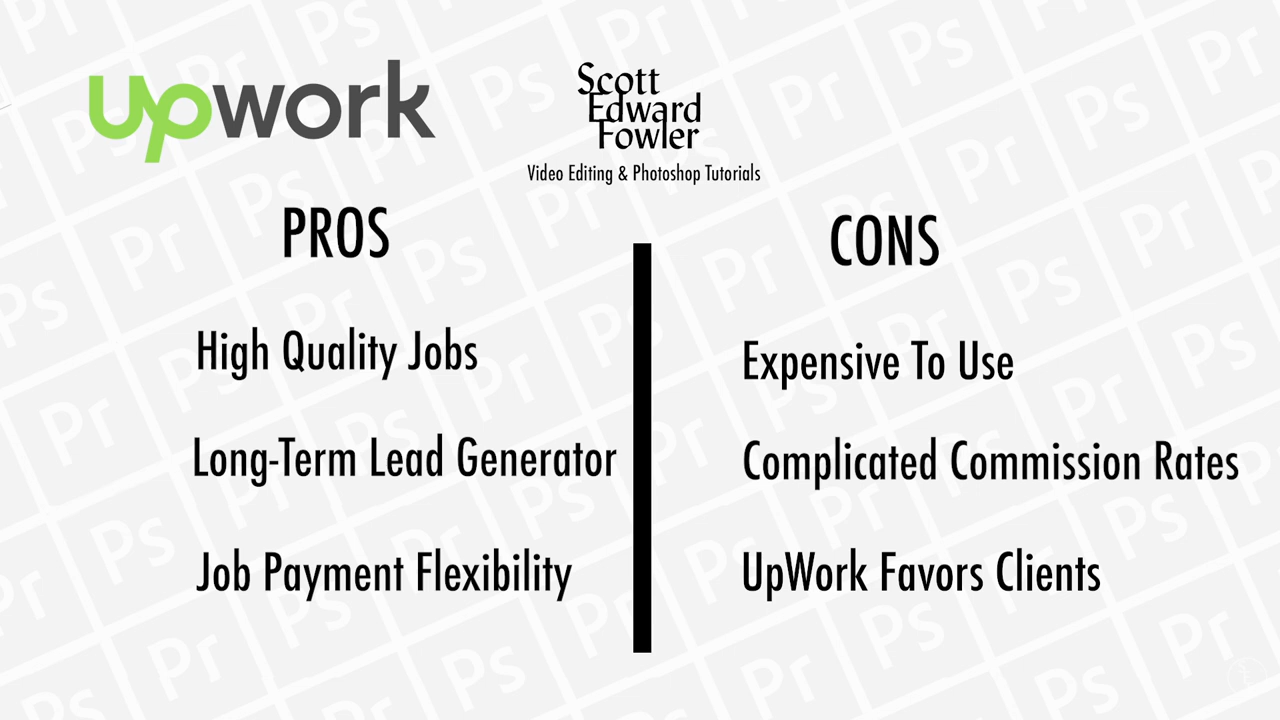 upwork
Scott
Edward
Fowler
Video Editing & Photoshop Tutorials
PROS
High Quality Jobs
Long-Term Lead Generator
Job Payment Flexibility
CONS
Expensive To Use
Complicated Commission Rates
UpWork Favors Clients